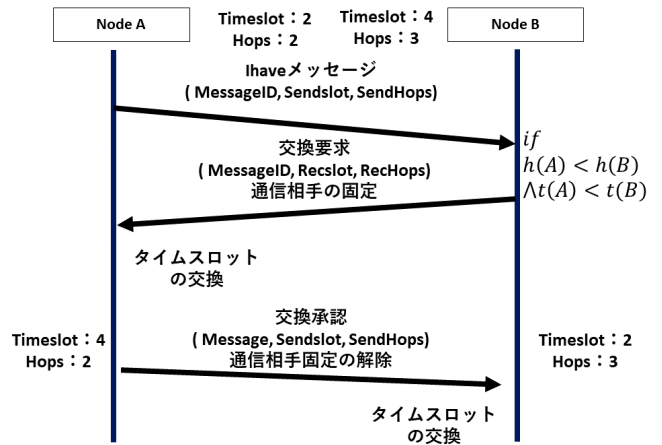 Node A
Timeslot：2
Hops：2
Timeslot：4
Hops：3
Node B
Ihaveメッセージ
( MessageID, Sendslot, SendHops)
if
h(A) < h(B)
∧t(A) < t(B)
交換要求
( MessageID, Recslot, RecHops)
通信相手の固定
タイムスロット
の交換
交換承認
( Message, Sendslot, SendHops)
通信相手固定の解除
Timeslot：4
Hops：2
Timeslot：2
Hops：3
タイムスロット
の交換